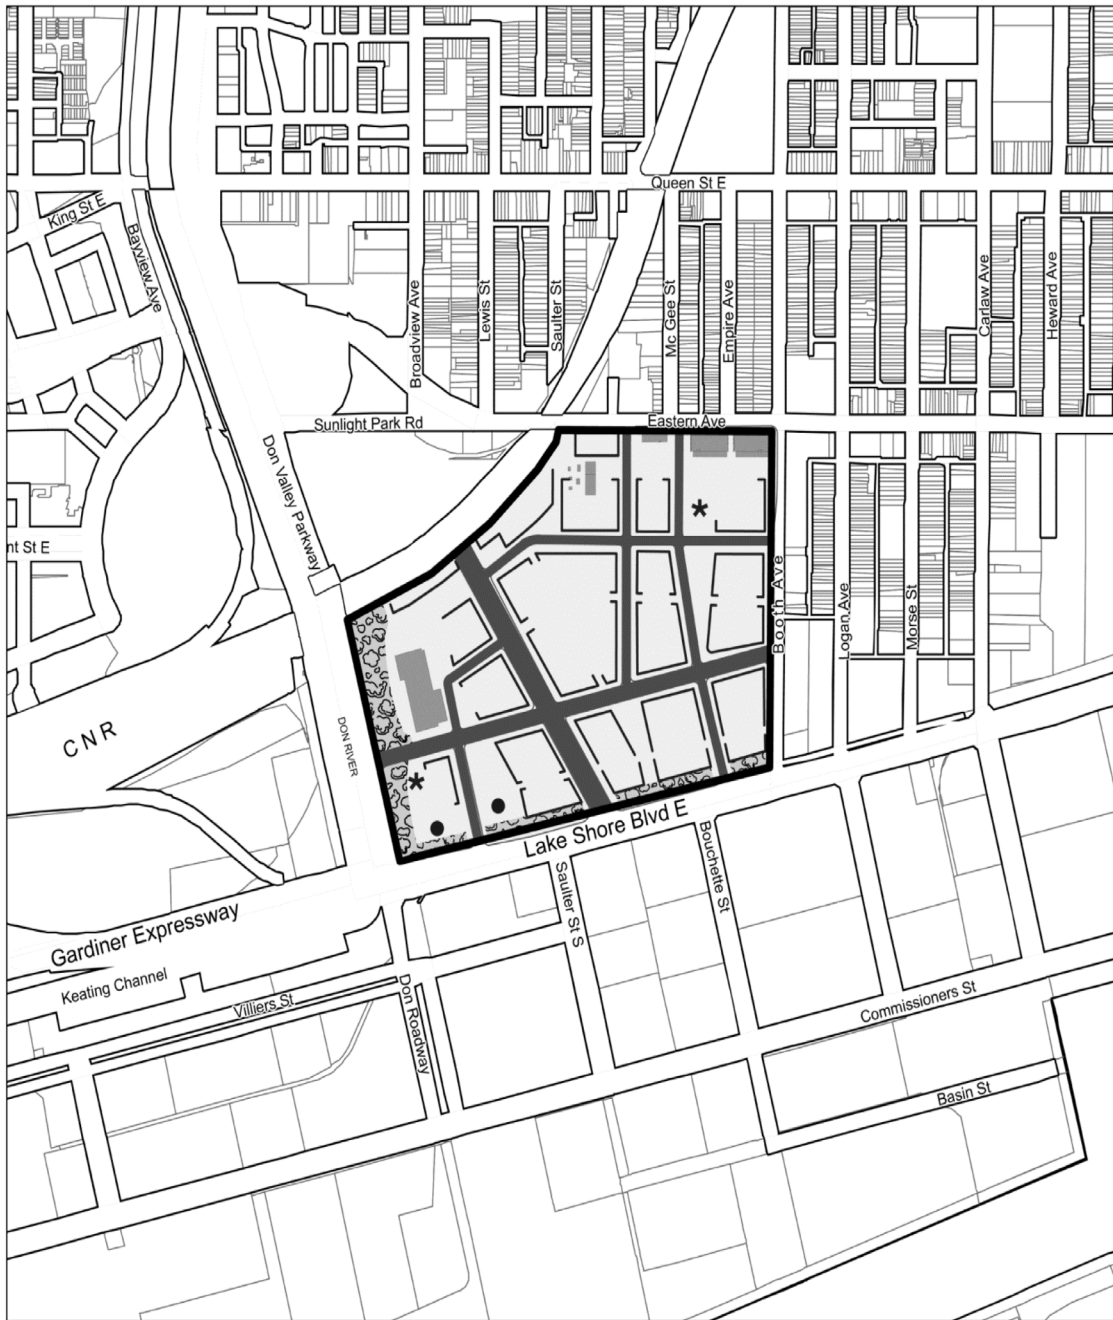 Queen St E
King St E
Bayview Ave
Broadview Ave
Lewis St
Saulter St
Mc Gee St
Empire Ave
Carlaw Ave
Heward Ave
Sunlight Park Rd
Eastern Ave
Don Valley Parkway
nt St E
Booth Ave
Logan Ave
Morse St
CNR
DON RIVER
*
*
Lake Shore Blvd E
Bouchette St
Saulter St S
Gardiner Expressway
Keating Channel
Villiers St
Don Roadway
Commissioners St
Basin St